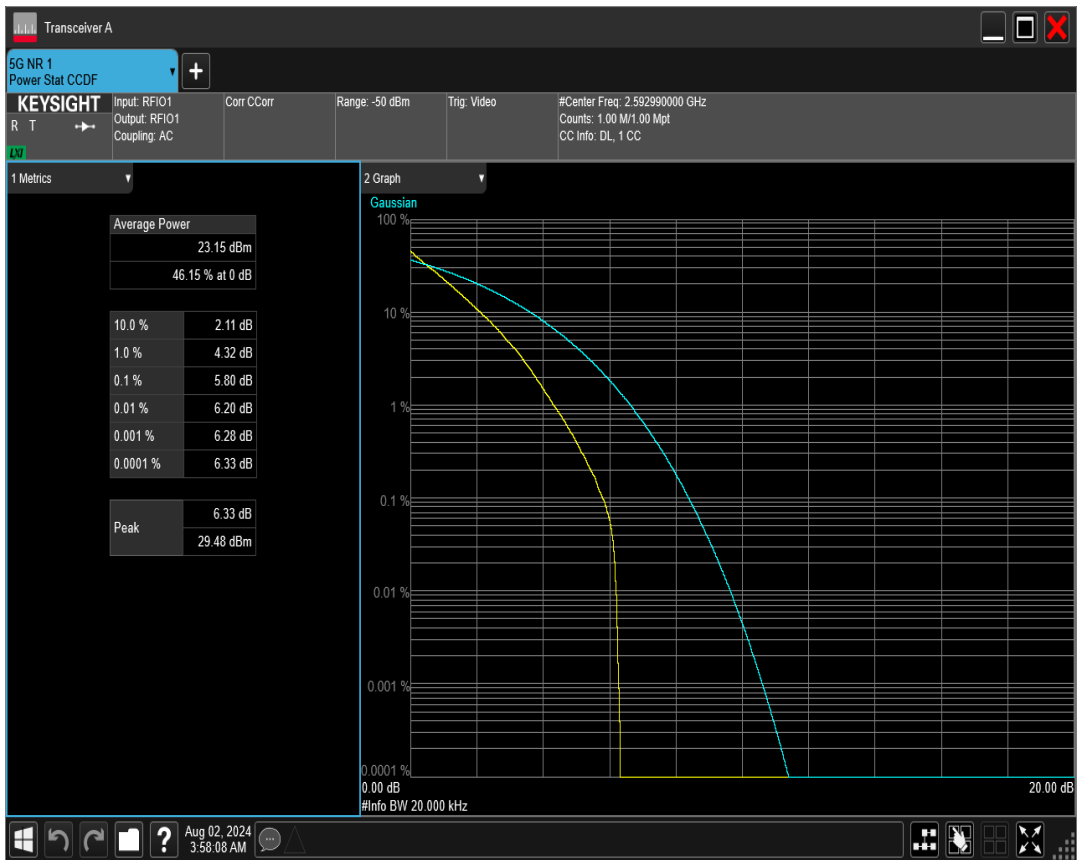 Transceiver A
5G NR 1
Power Stat CCDF
+
KEYSIGHT
R T
LXI
Input: RFIO1
Output: RFIO1
Coupling: AC
Corr CCorr
Range: -50 dBm
Trig: Video
#Center Freq: 2.592990000 GHz
Counts: 1.00 M/1.00 Mpt
CC Info: DL, 1 CC
1 Metrics
Average Power
23.15 dBm
46.15 % at 0 dB
10.0 % 2.11 dB
1.0 % 4.32 dB
0.1 % 5.80 dB
0.01 % 6.20 dB
0.001 % 6.28 dB
0.0001 % 6.33 dB
Peak
6.33 dB
29.48 dBm
2 Graph
Gaussian
100 %
10 %
1 %
0.1 %
0.01 %
0.001 %
0.0001 %
0.00 dB 20.00 dB
#Info BW 20.000 kHz
?
Aug 02, 2024
3:58:08 AM